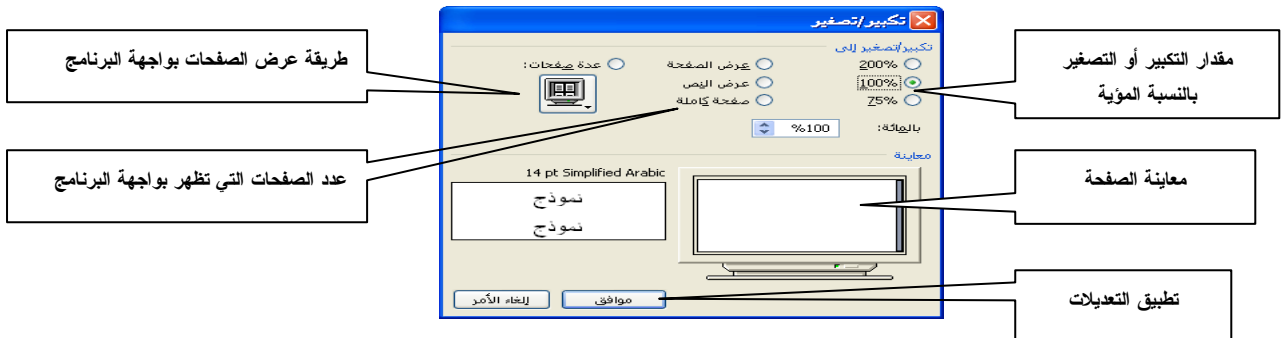 تكبير/تصغير
تكبير/تصغير إلى
200%
عرض الصفحة
عدة صفحات:
100%
عرض النص
75%
صفحة كاملة
بالمائة:
%100
معاينة
14 pt Simplified Arabic
نموذج
نموذج
موافق
إلغاء الأمر
مقدار التكبير أو التصغير
بالنسبة المؤية
معاينة الصفحة
تطبيق التعديلات
طريقة عرض الصفحات بواجهة البرنامج
عدد الصفحات التي تظهر بواجهة البرنامج